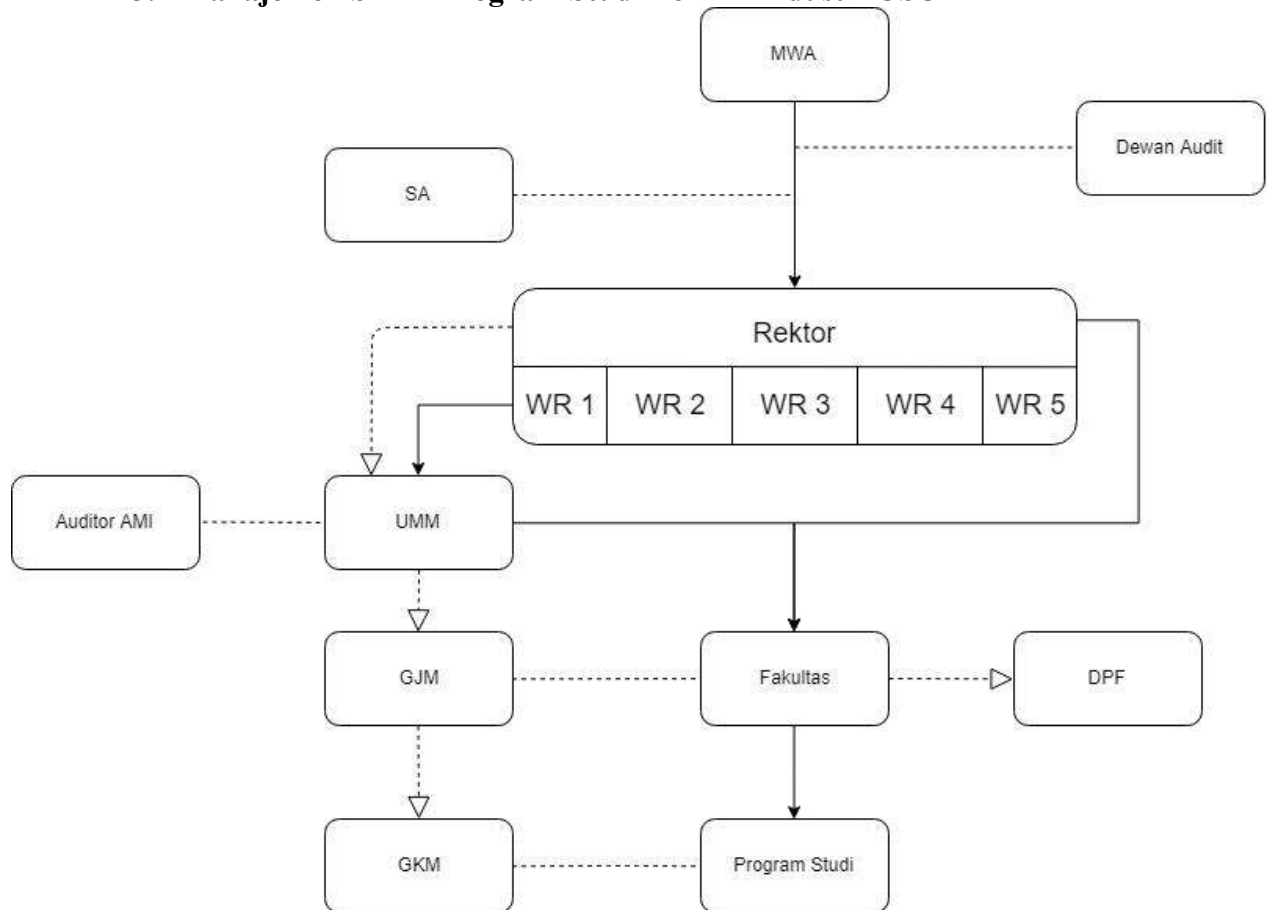 MWA
Dewan Audit
SA
Rektor
WR 1 WR 2 WR 3 WR 4 WR 5
Auditor AMI
UMM
GJM
Fakultas
DPF
GKM
Program Studi